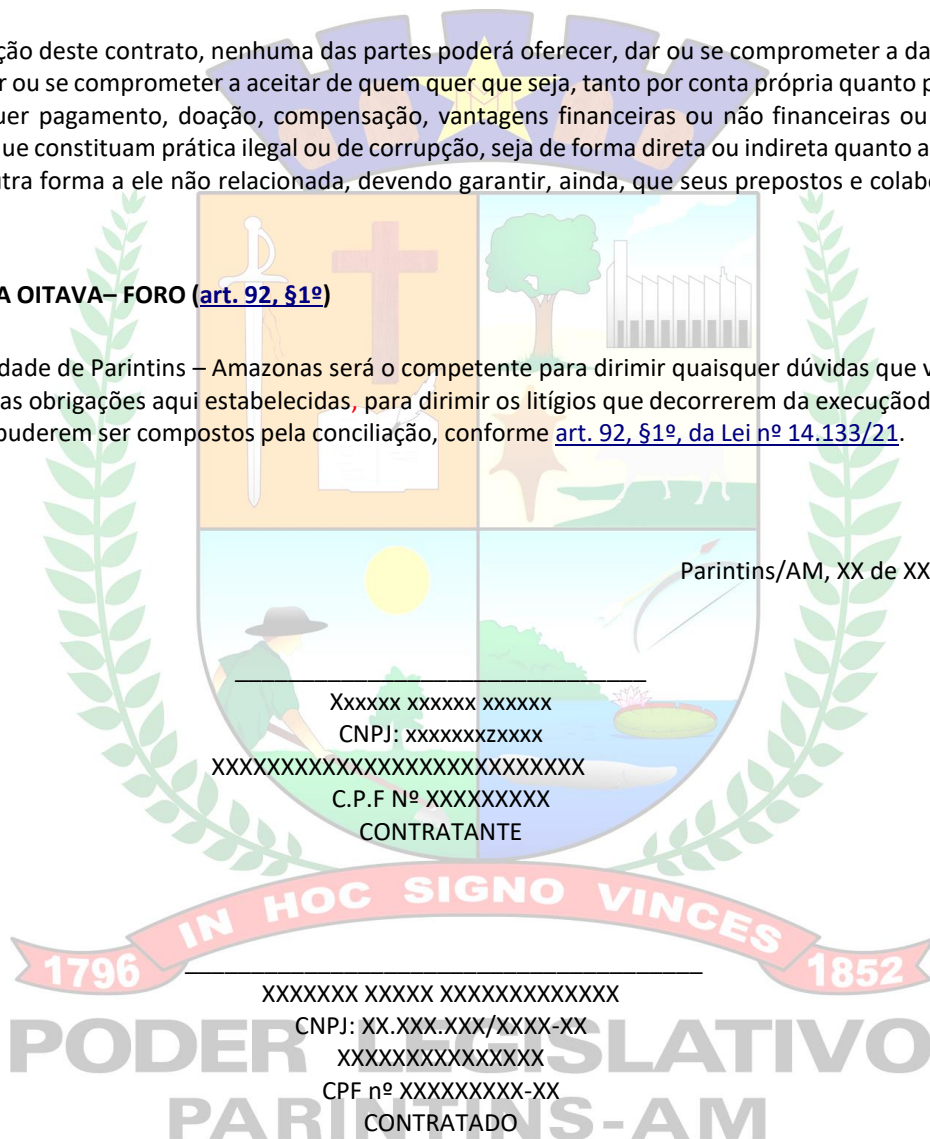 ção deste contrato, nenhuma das partes poderá oferecer, dar ou se comprometer a da
r ou se comprometer a aceitar de quem quer que seja, tanto por conta própria quanto p
uer pagamento, doação, compensação, vantagens financeiras ou não financeiras ou
que constituam prática ilegal ou de corrupção, seja de forma direta ou indireta quanto a
utra forma a ele não relacionada, devendo garantir, ainda, que seus prepostos e colab
A OITAVA– FORO (art. 92, §1º)
dade de Parintins – Amazonas será o competente para dirimir quaisquer dúvidas que v
as obrigações aqui estabelecidas, para dirimir os litígios que decorrerem da execuçãod
puderem ser compostos pela conciliação, conforme art. 92, §1º, da Lei nº 14.133/21.
Parintins/AM, XX de XX
Xxxxxx xxxxxx xxxxxx
CNPJ: xxxxxxxzxxxx
XXXXXXXXXXXXXXXXXXXXXXXXXXX
C.P.F Nº XXXXXXXXX
CONTRATANTE
IN HOC SIGNO VINCES
1796 1852
XXXXXXX XXXXX XXXXXXXXXXXXX
CNPJ: XX.XXX.XXX/XXXX-XX
XXXXXXXXXXXXXXX
CPF nº XXXXXXXXX-XX
CONTRATADO
PODER LEGISLATIVO
PARINTINS-AM